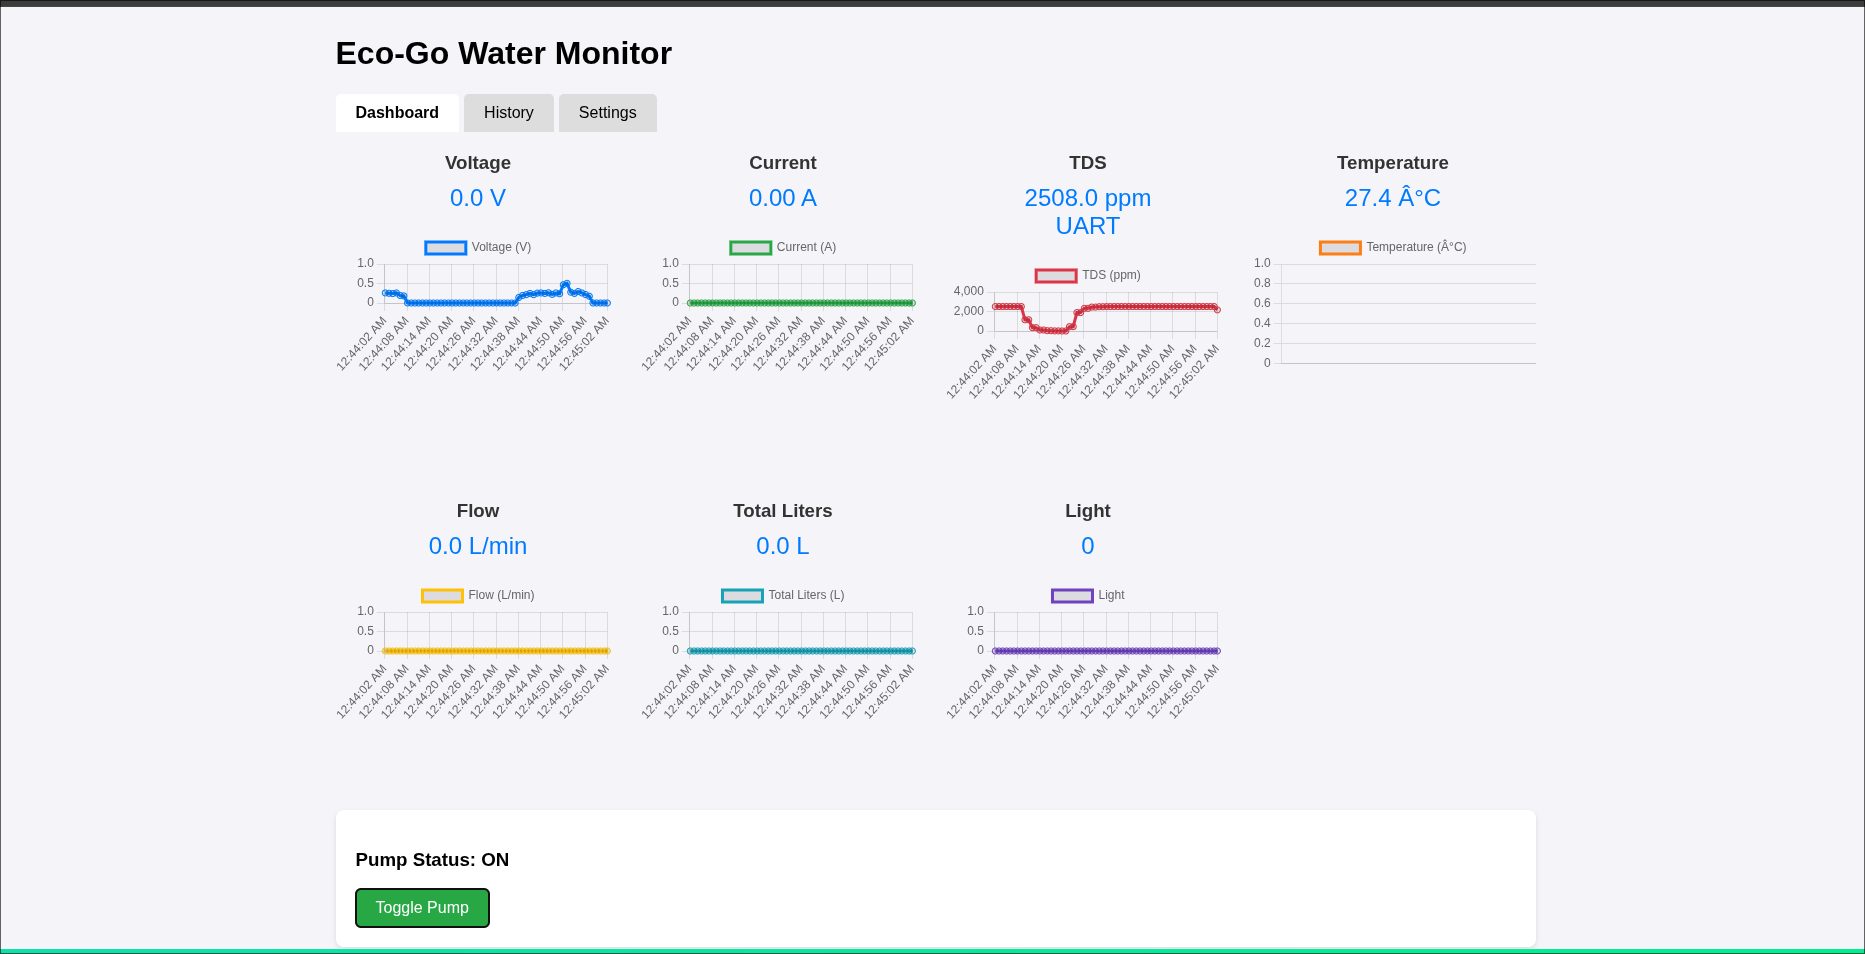 Eco-Go Water Monitor
Dashboard
History
Settings
Voltage
0.0 V
Voltage (V)
1.0
0.5
0
12:44:02 AM
12:44:08 AM
12:44:14 AM
12:44:20 AM
12:44:26 AM
12:44:32 AM
12:44:38 AM
12:44:44 AM
12:44:50 AM
12:44:56 AM
12:45:02 AM
Current
0.00 A
Current (A)
1.0
0.5
0
12:44:02 AM
12:44:08 AM
12:44:14 AM
12:44:20 AM
12:44:26 AM
12:44:32 AM
12:44:38 AM
12:44:44 AM
12:44:50 AM
12:44:56 AM
12:45:02 AM
TDS
2508.0 ppm
UART
TDS (ppm)
4,000
2,000
0
12:44:02 AM
12:44:08 AM
12:44:14 AM
12:44:20 AM
12:44:26 AM
12:44:32 AM
12:44:38 AM
12:44:44 AM
12:44:50 AM
12:44:56 AM
12:45:02 AM
Temperature
27.4 Â°C
Temperature (Â°C)
1.0
0.8
0.6
0.4
0.2
0
Flow
0.0 L/min
Flow (L/min)
1.0
0.5
0
12:44:02 AM
12:44:08 AM
12:44:14 AM
12:44:20 AM
12:44:26 AM
12:44:32 AM
12:44:38 AM
12:44:44 AM
12:44:50 AM
12:44:56 AM
12:45:02 AM
Total Liters
0.0 L
Total Liters (L)
1.0
0.5
0
12:44:02 AM
12:44:08 AM
12:44:14 AM
12:44:20 AM
12:44:26 AM
12:44:32 AM
12:44:38 AM
12:44:44 AM
12:44:50 AM
12:44:56 AM
12:45:02 AM
Light
0
Light
1.0
0.5
0
12:44:02 AM
12:44:08 AM
12:44:14 AM
12:44:20 AM
12:44:26 AM
12:44:32 AM
12:44:38 AM
12:44:44 AM
12:44:50 AM
12:44:56 AM
12:45:02 AM
Pump Status: ON
Toggle Pump